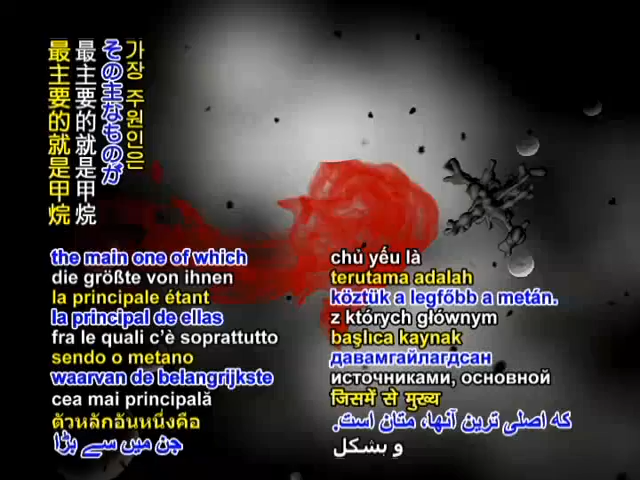 가장 주원인은
その主なものが
最主要的就是甲烷
最主要的就是甲烷
the main one of which
die größte von ihnen
la principale étant
la principal de ellas
fra le quali c'è soprattutto
sendo o metano
waarvan de belangrijkste
cea mai principală
ตัวหลักอันหนึ่งคือ
جن میں سے بڑا
chủ yếu là
terutama adalah
köztük a legfőbb a metán.
z których głównym
başlıca kaynak
давамгайлагдсан
источниками, основной
जिसमें से मुख्य
که اصلی ترین آنها، متان است.
و بشكل